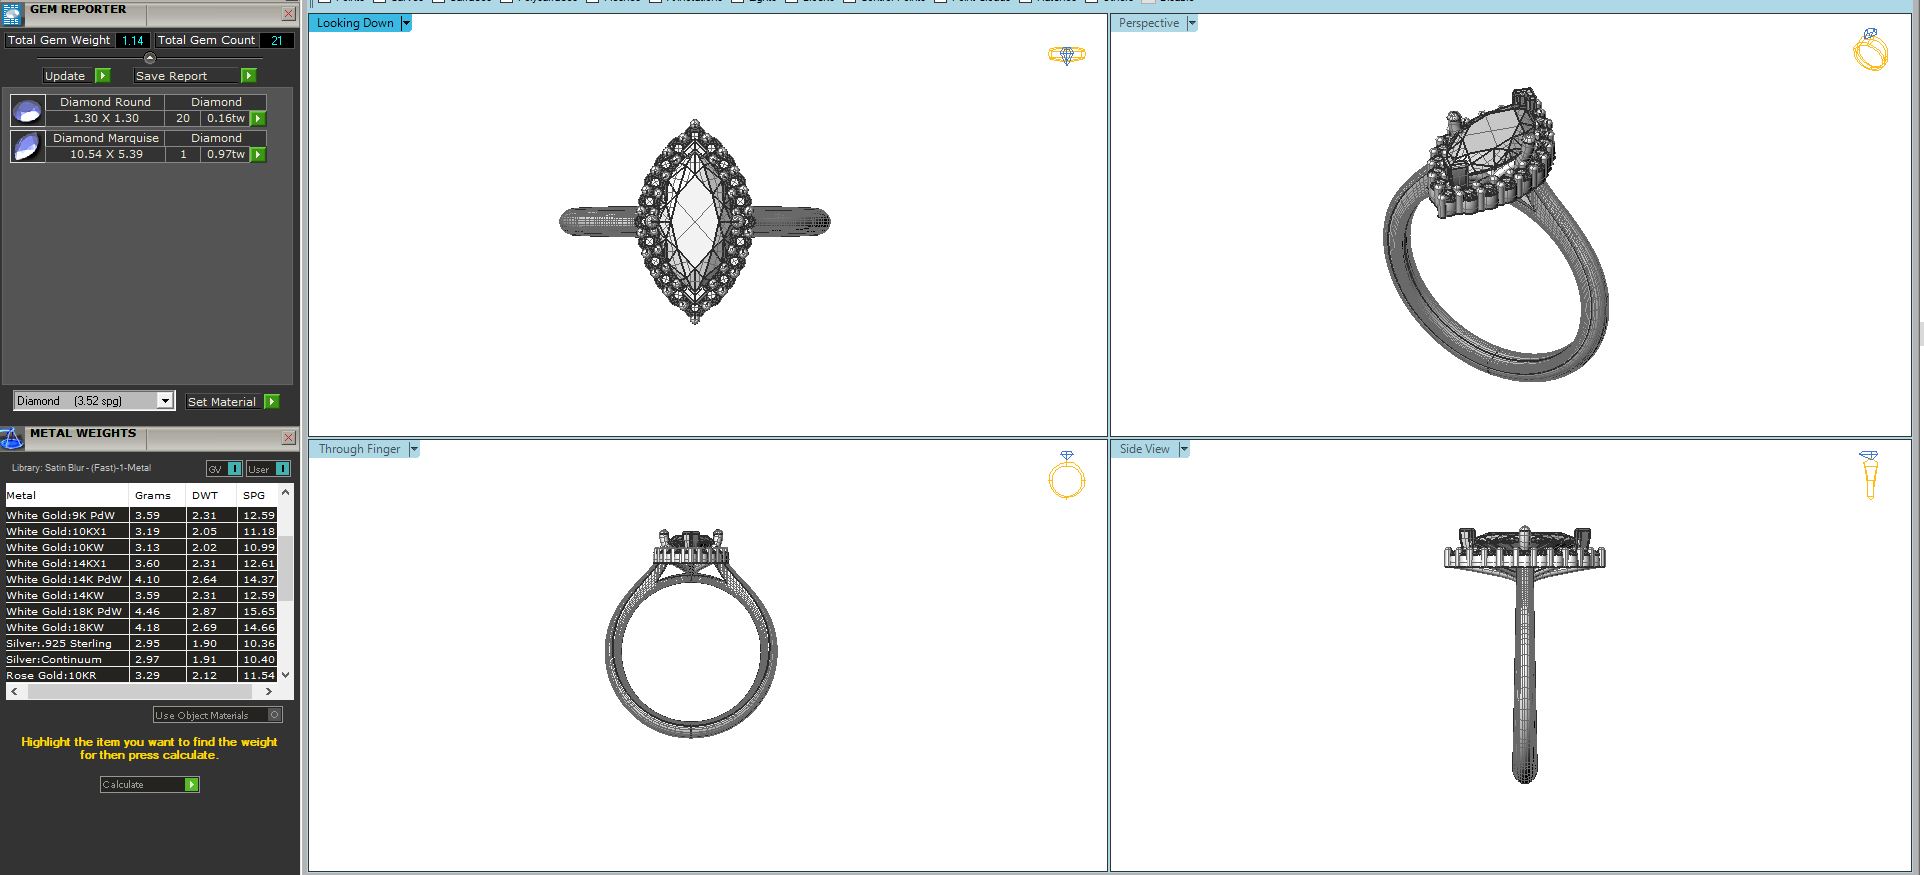 GEM REPORTER
Total Gem Weight 1.14 Total Gem Count 21
Update Save Report
Diamond Round Diamond
1.30 X 1.30 20 0.16tw
Diamond Marquise Diamond
10.54 X 5.39 1 0.97tw
Diamond (3.52 spg) Set Material
METAL WEIGHTS
Library: Satin Blur - (Fast)-1-Metal GV User
Metal Grams DWT SPG
White Gold:9K PdW 3.59 2.31 12.59
White Gold:10KX1 3.19 2.05 11.18
White Gold:10KW 3.13 2.02 10.99
White Gold:14KX1 3.60 2.31 12.61
White Gold:14K PdW 4.10 2.64 14.37
White Gold:14KW 3.59 2.31 12.59
White Gold:18K PdW 4.46 2.87 15.65
White Gold:18KW 4.18 2.69 14.66
Silver:.925 Sterling 2.95 1.90 10.36
Silver:Continuum 2.97 1.91 10.40
Rose Gold:10KR 3.29 2.12 11.54
Use Object Materials
Highlight the item you want to find the weight
for then press calculate.
Calculate
Looking Down
Perspective
Through Finger
Side View